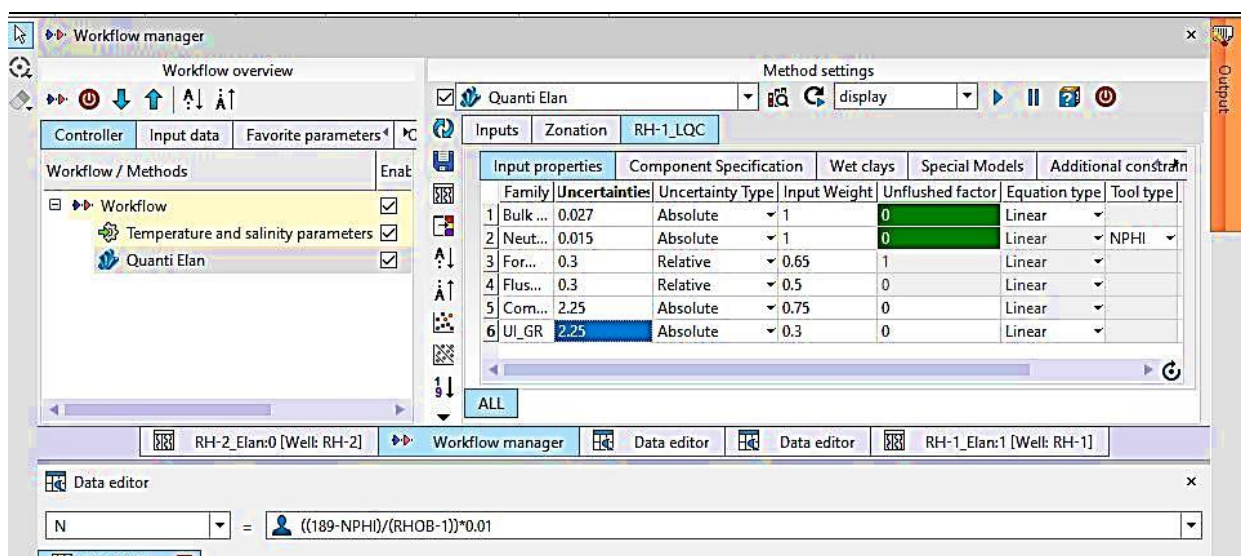 Workflow manager
Output
Workflow overview
Method settings
Quanti Elan
display
Controller Input data Favorite parameters
Inputs Zonation RH-1_LQC
Workflow / Methods Enab
Input properties Component Specification Wet clays Special Models Additional constrain
Workflow
Temperature and salinity parameters
Quanti Elan
Family Uncertainties Uncertainty Type Input Weight Unflushed factor Equation type Tool type
1 Bulk ... 0.027 Absolute 1 0 Linear
2 Neut... 0.015 Absolute 1 0 Linear NPHI
3 For... 0.3 Relative 0.65 1 Linear
4 Flus... 0.3 Relative 0.5 0 Linear
5 Com... 2.25 Absolute 0.75 0 Linear
6 UI_GR 2.25 Absolute 0.3 0 Linear
ALL
RH-2_Elan:0 [Well: RH-2] Workflow manager Data editor Data editor RH-1_Elan:1 [Well: RH-1]
Data editor
N = ((189-NPHI)/(RHOB-1))*0.01